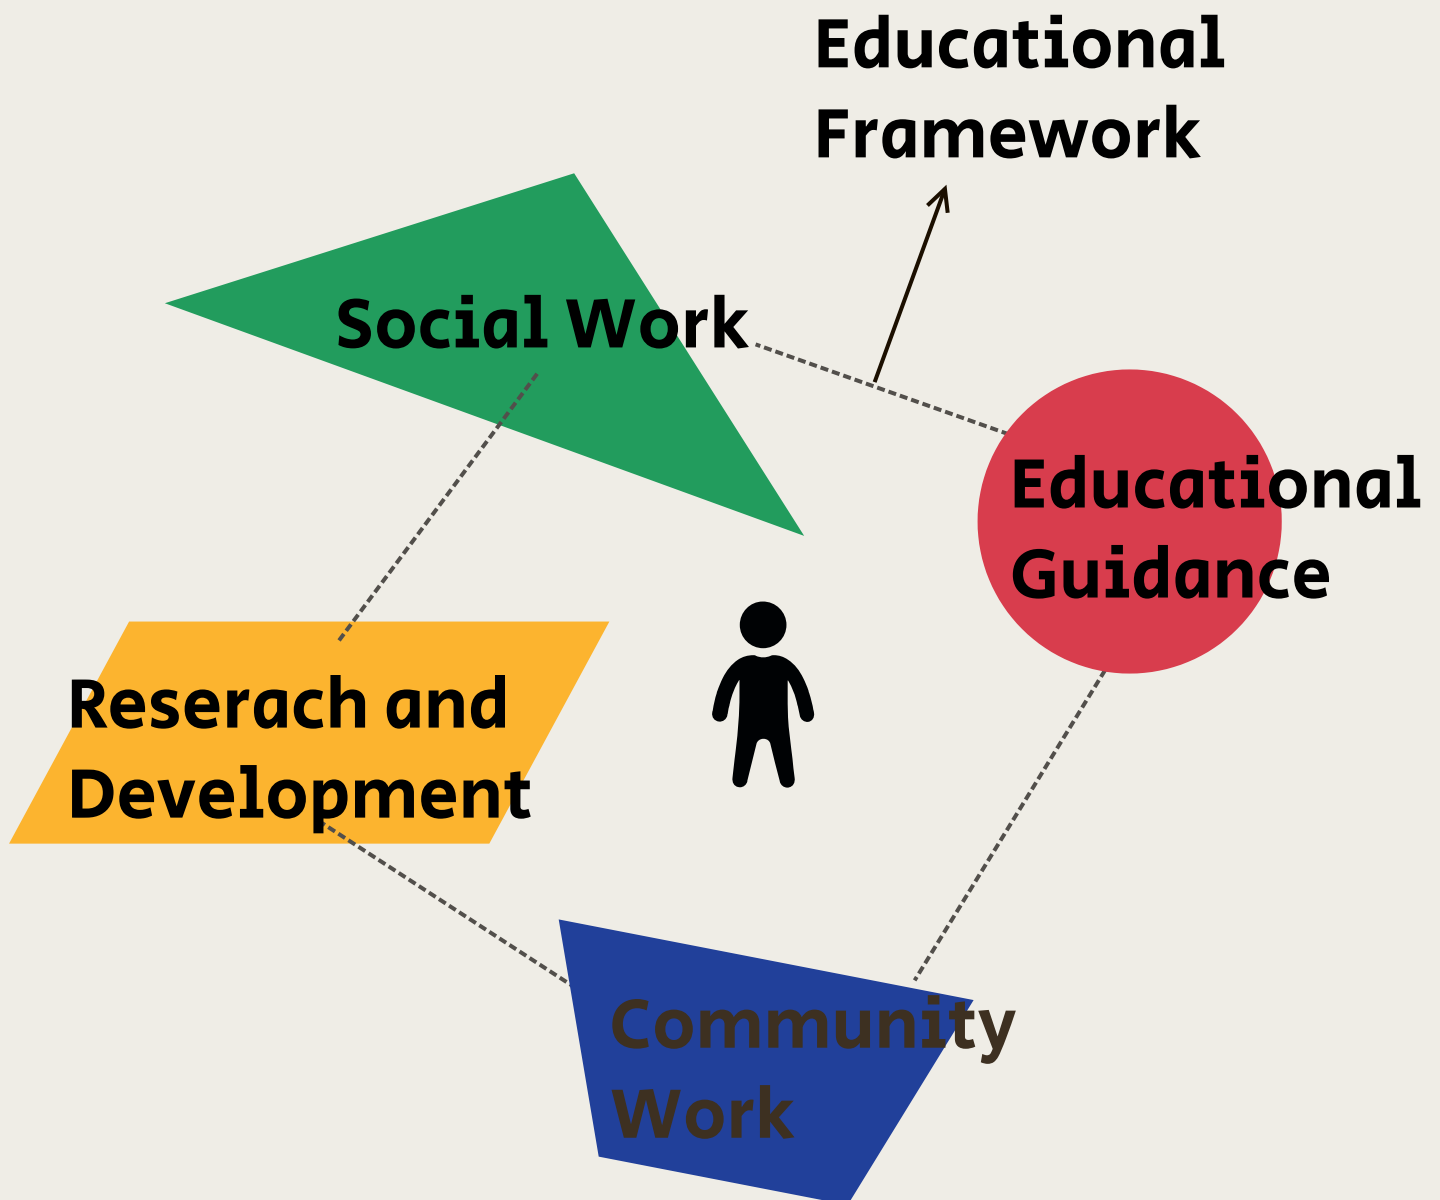 Educational
Framework
Social Work
Educational
Guidance
Reserach and
Development
Community
Work